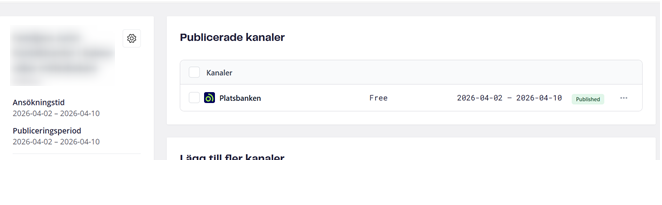 Ansökningstid
2026-04-02 – 2026-04-10
Publiceringsperiod
2026-04-02 – 2026-04-10
Publicerade kanaler
Kanaler
Platsbanken Free 2026-04-02 – 2026-04-10 Published
Lägg till fler kanaler